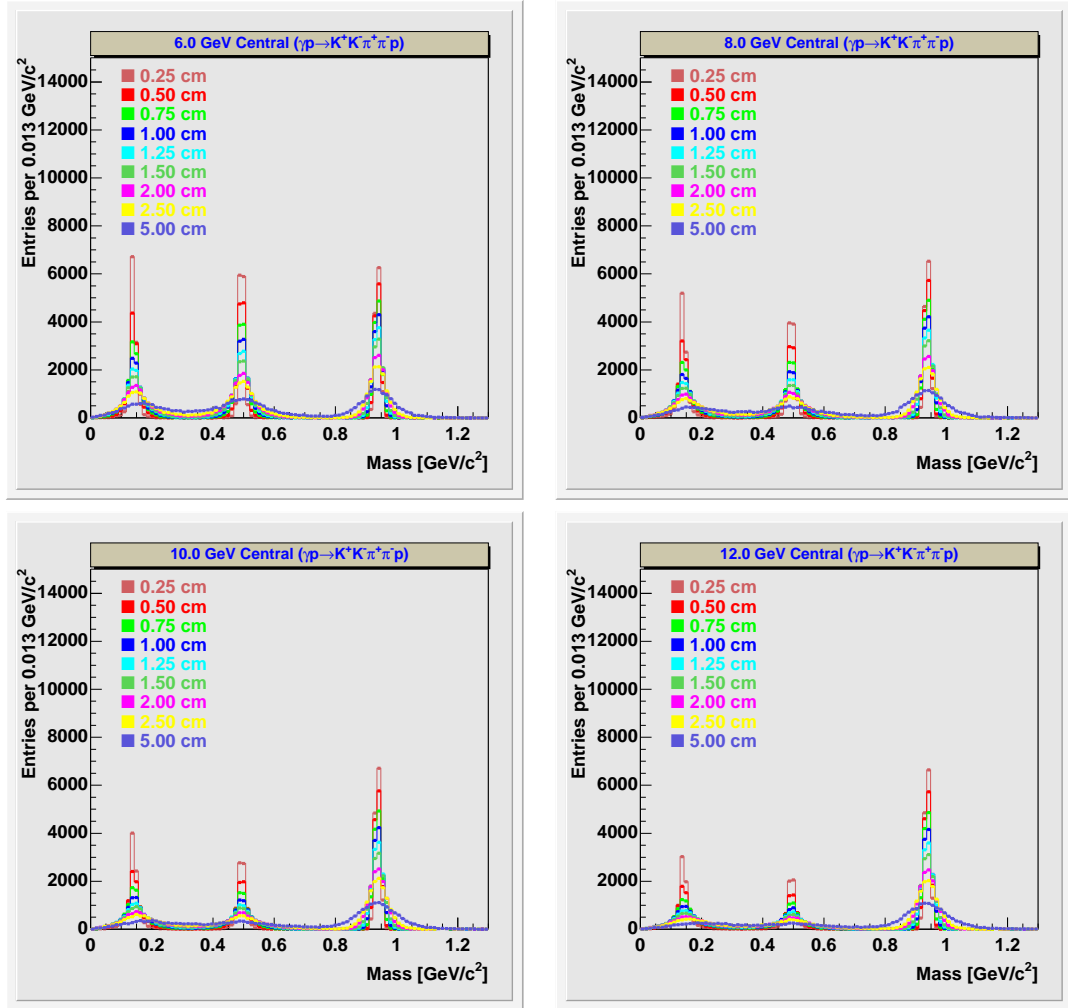 6.0 GeV Central (γp→K⁺K⁻π⁺π⁻p)
Entries per 0.013 GeV/c²
14000
12000
10000
8000
6000
4000
2000
0
0.25 cm
0.50 cm
0.75 cm
1.00 cm
1.25 cm
1.50 cm
2.00 cm
2.50 cm
5.00 cm
0 0.2 0.4 0.6 0.8 1 1.2
Mass [GeV/c²]
8.0 GeV Central (γp→K⁺K⁻π⁺π⁻p)
Entries per 0.013 GeV/c²
14000
12000
10000
8000
6000
4000
2000
0
0.25 cm
0.50 cm
0.75 cm
1.00 cm
1.25 cm
1.50 cm
2.00 cm
2.50 cm
5.00 cm
0 0.2 0.4 0.6 0.8 1 1.2
Mass [GeV/c²]
10.0 GeV Central (γp→K⁺K⁻π⁺π⁻p)
Entries per 0.013 GeV/c²
14000
12000
10000
8000
6000
4000
2000
0
0.25 cm
0.50 cm
0.75 cm
1.00 cm
1.25 cm
1.50 cm
2.00 cm
2.50 cm
5.00 cm
0 0.2 0.4 0.6 0.8 1 1.2
Mass [GeV/c²]
12.0 GeV Central (γp→K⁺K⁻π⁺π⁻p)
Entries per 0.013 GeV/c²
14000
12000
10000
8000
6000
4000
2000
0
0.25 cm
0.50 cm
0.75 cm
1.00 cm
1.25 cm
1.50 cm
2.00 cm
2.50 cm
5.00 cm
0 0.2 0.4 0.6 0.8 1 1.2
Mass [GeV/c²]